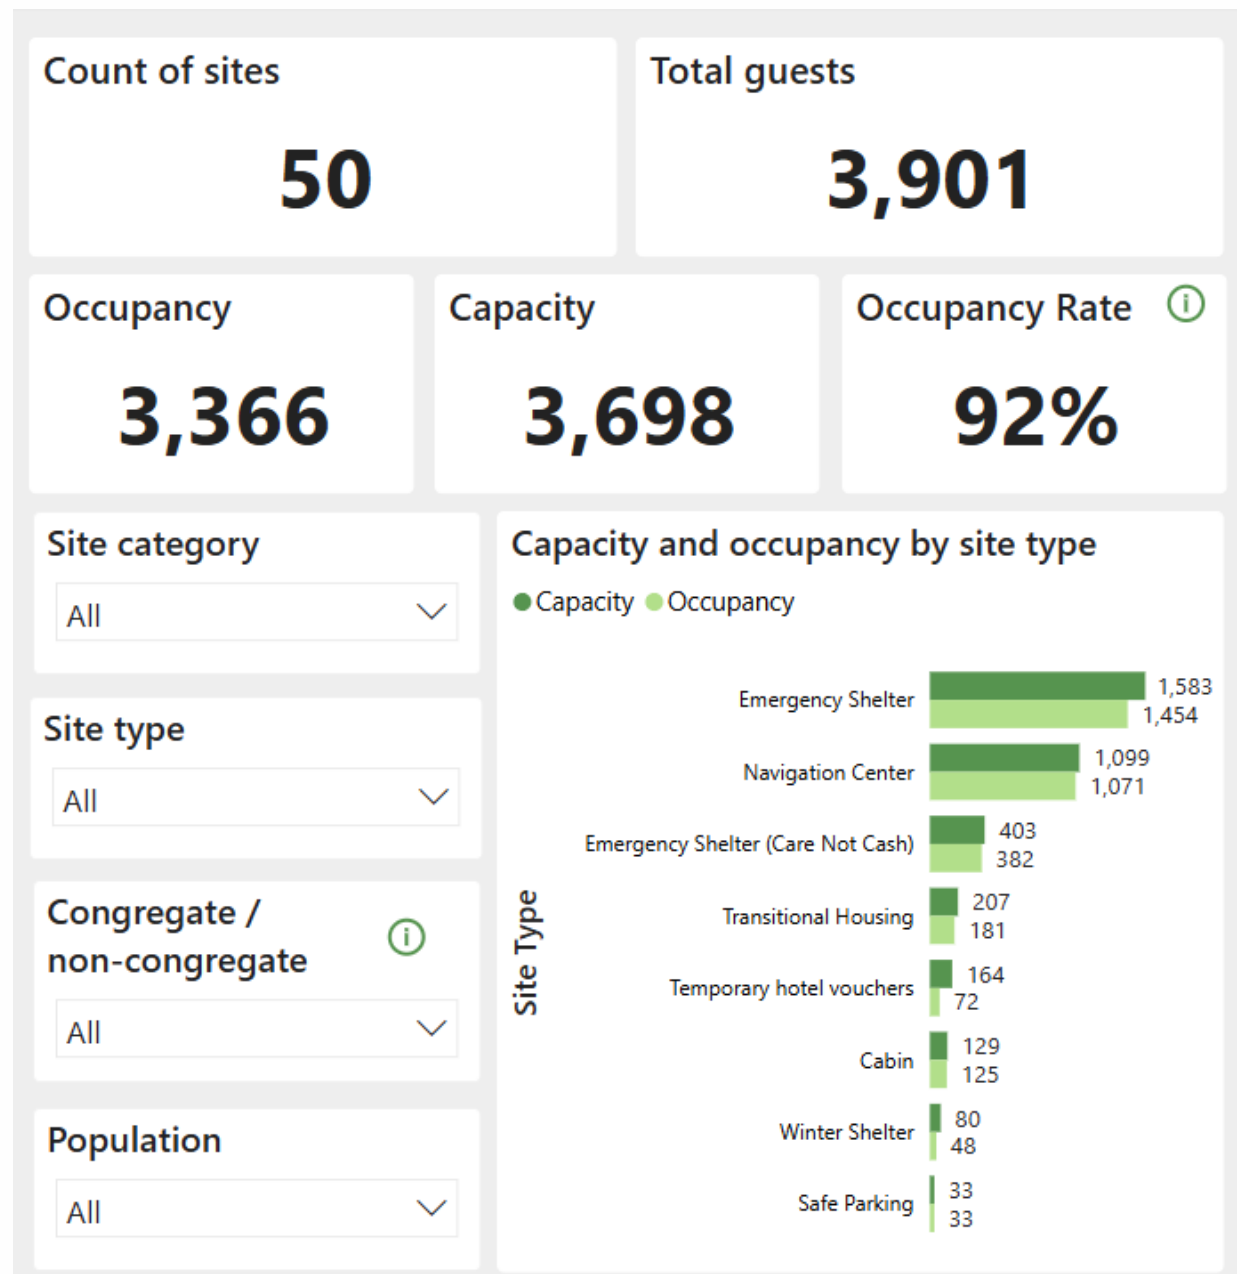 Count of sites
50
Total guests
3,901
Occupancy
3,366
Capacity
3,698
Occupancy Rate
92%
Site category
All
Site type
All
Congregate /
non-congregate
All
Population
All
Capacity and occupancy by site type
Capacity Occupancy
Site Type
Emergency Shelter
1,583
1,454
Navigation Center
1,099
1,071
Emergency Shelter (Care Not Cash)
403
382
Transitional Housing
207
181
Temporary hotel vouchers
164
72
Cabin
129
125
Winter Shelter
80
48
Safe Parking
33
33